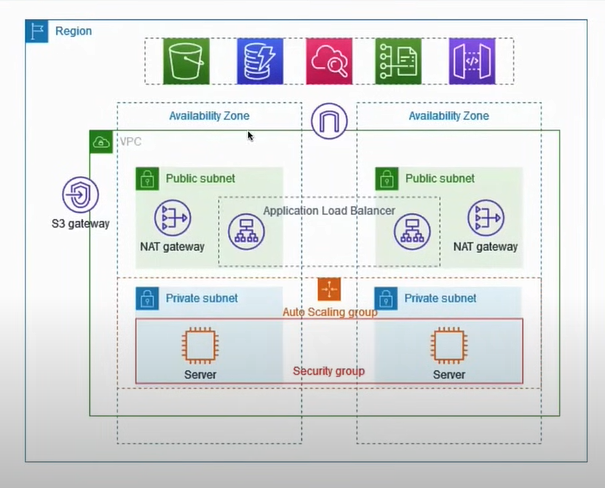 Region
Availability Zone
Availability Zone
VPC
Public subnet
Public subnet
S3 gateway
Application Load Balancer
NAT gateway
NAT gateway
Private subnet
Private subnet
Auto Scaling group
Security group
Server
Server